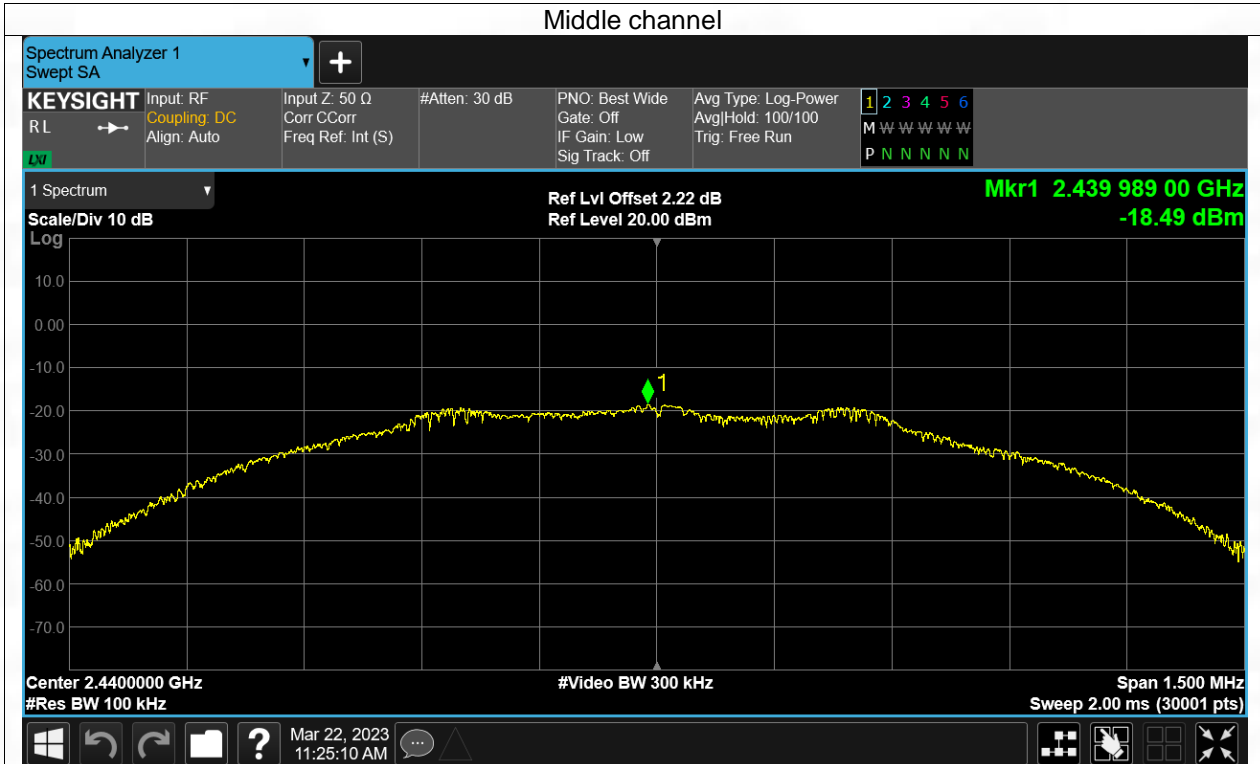 Middle channel
Spectrum Analyzer 1
Swept SA
+
KEYSIGHT
RL
LXI
Input: RF
Coupling: DC
Align: Auto
Input Z: 50 Ω
Corr CCorr
Freq Ref: Int (S)
#Atten: 30 dB
PNO: Best Wide
Gate: Off
IF Gain: Low
Sig Track: Off
Avg Type: Log-Power
Avg|Hold: 100/100
Trig: Free Run
1 2 3 4 5 6
M W W W W W W
P N N N N N
1 Spectrum
Scale/Div 10 dB
Log
Ref Lvl Offset 2.22 dB
Ref Level 20.00 dBm
Mkr1 2.439 989 00 GHz
-18.49 dBm
10.0
0.00
-10.0
1
-20.0
-30.0
-40.0
-50.0
-60.0
-70.0
Center 2.4400000 GHz
#Res BW 100 kHz
#Video BW 300 kHz
Span 1.500 MHz
Sweep 2.00 ms (30001 pts)
?
Mar 22, 2023
11:25:10 AM